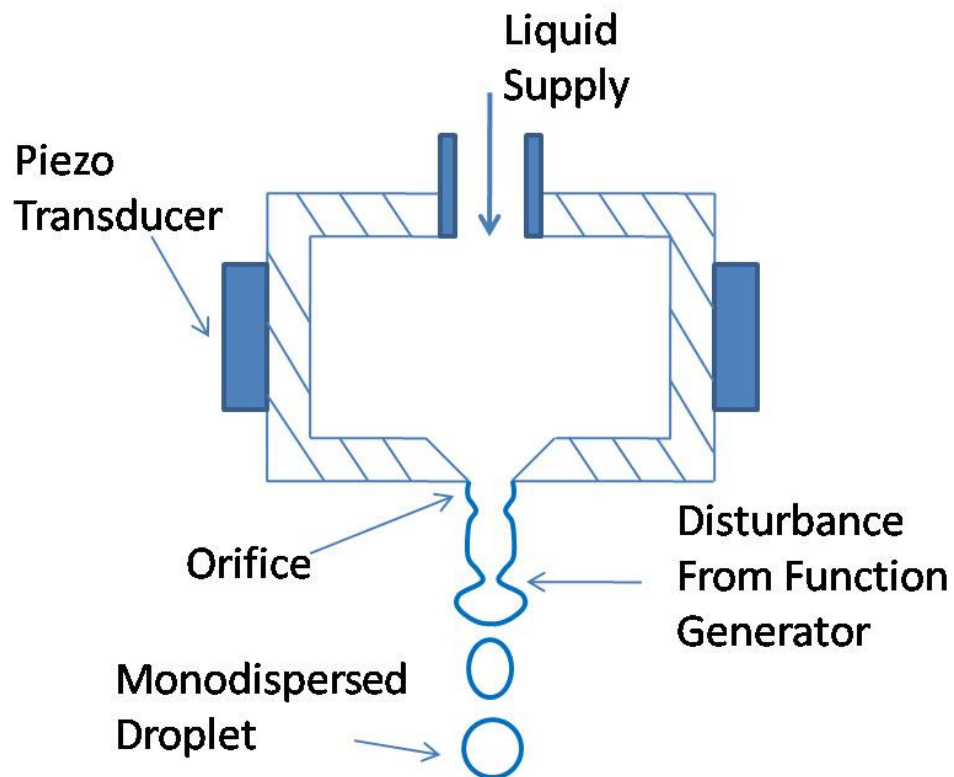 Liquid
Supply
Piezo
Transducer
Orifice
Disturbance
From Function
Generator
Monodispersed
Droplet